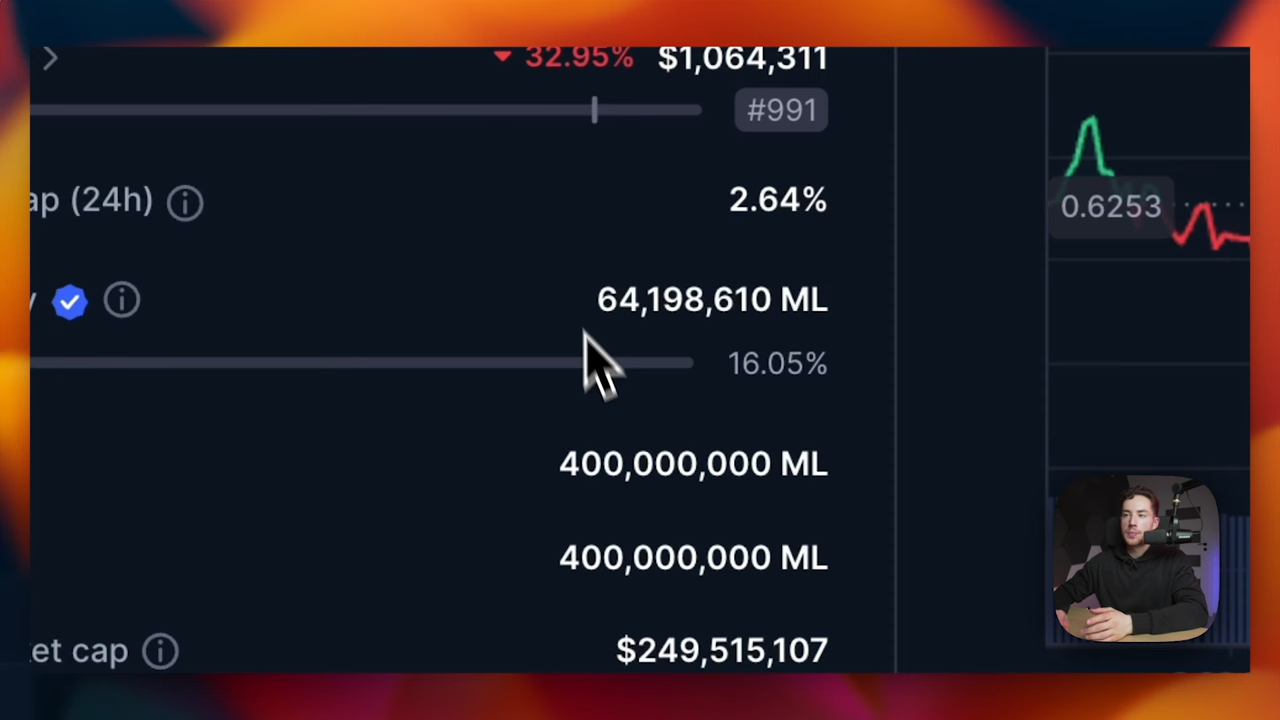 32.95% $1,064,311
#991
ap (24h) 2.64%
0.6253
64,198,610 ML
16.05%
400,000,000 ML
400,000,000 ML
et cap $249,515,107